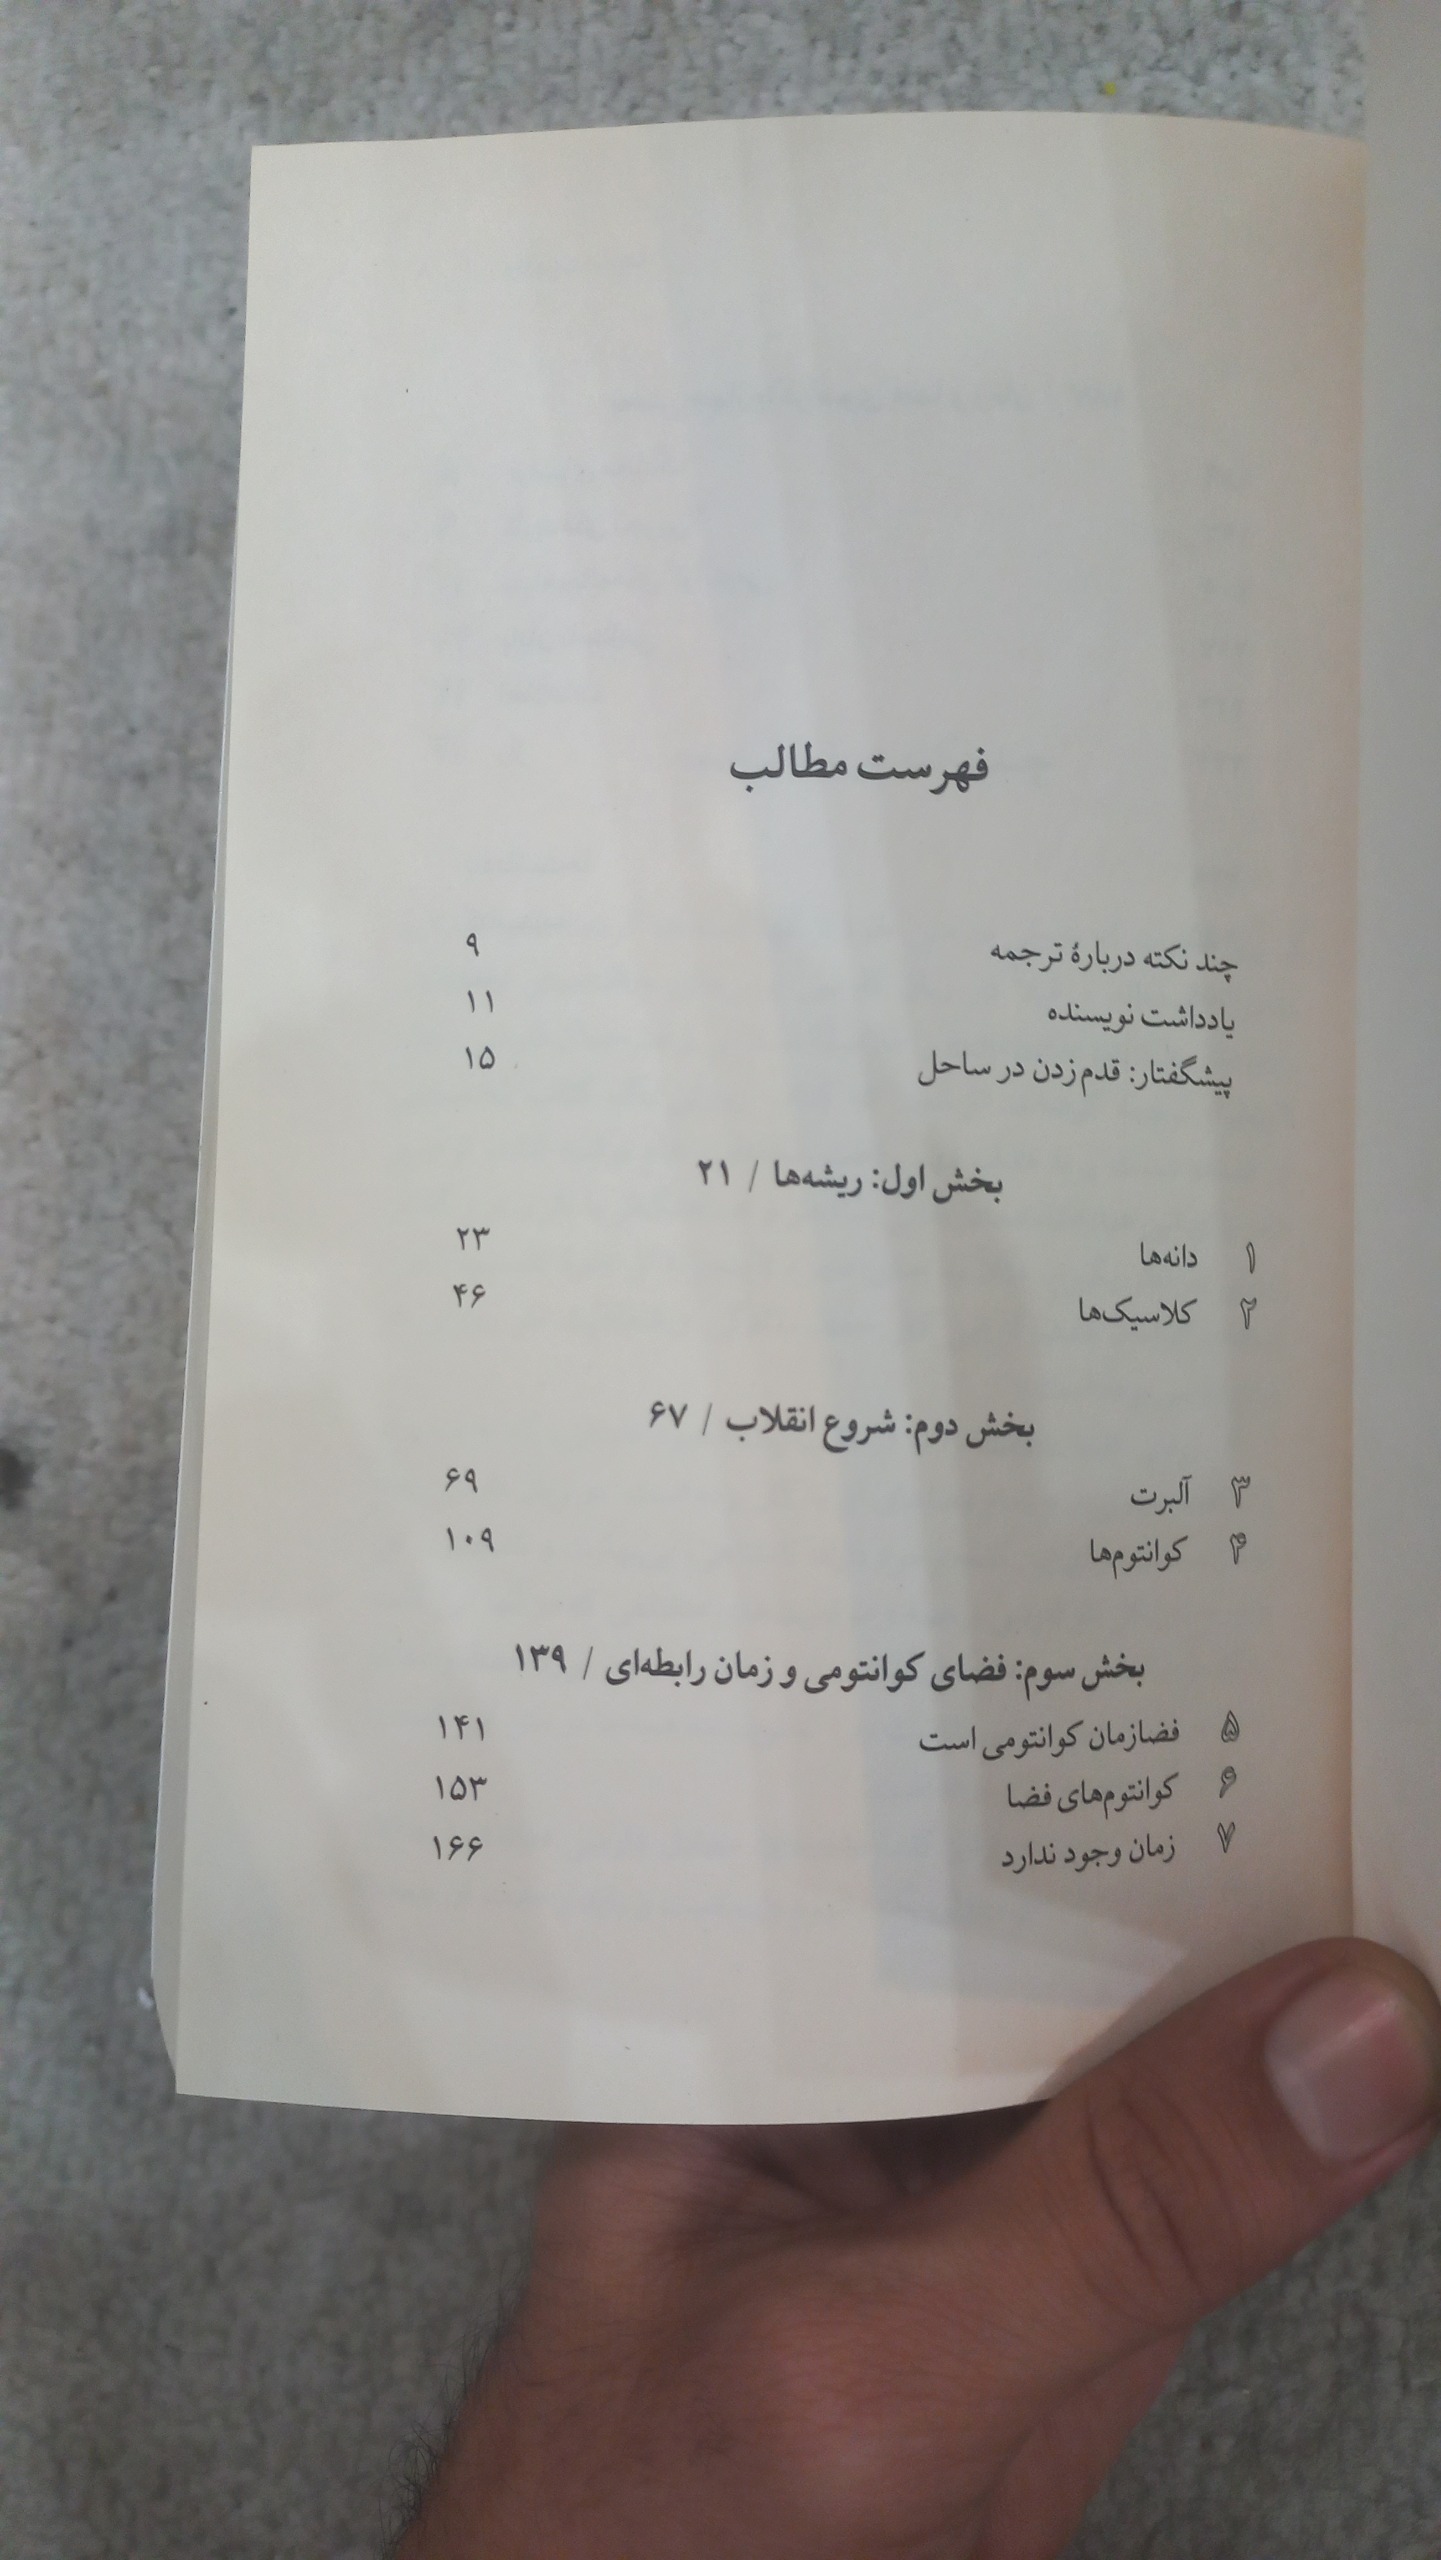 فهرست مطالب
چند نکته دربارهٔ ترجمه ۹
یادداشت نویسنده ۱۱
پیشگفتار: قدم زدن در ساحل ۱۵
بخش اول: ریشه‌ها / ۲۱
۱ دانه‌ها ۲۳
۲ کلاسیک‌ها ۴۶
بخش دوم: شروع انقلاب / ۶۷
۳ آلبرت ۶۹
۴ کوانتوم‌ها ۱۰۹
بخش سوم: فضای کوانتومی و زمان رابطه‌ای / ۱۳۹
۵ فضازمان کوانتومی است ۱۴۱
۶ کوانتوم‌های فضا ۱۵۳
۷ زمان وجود ندارد ۱۶۶